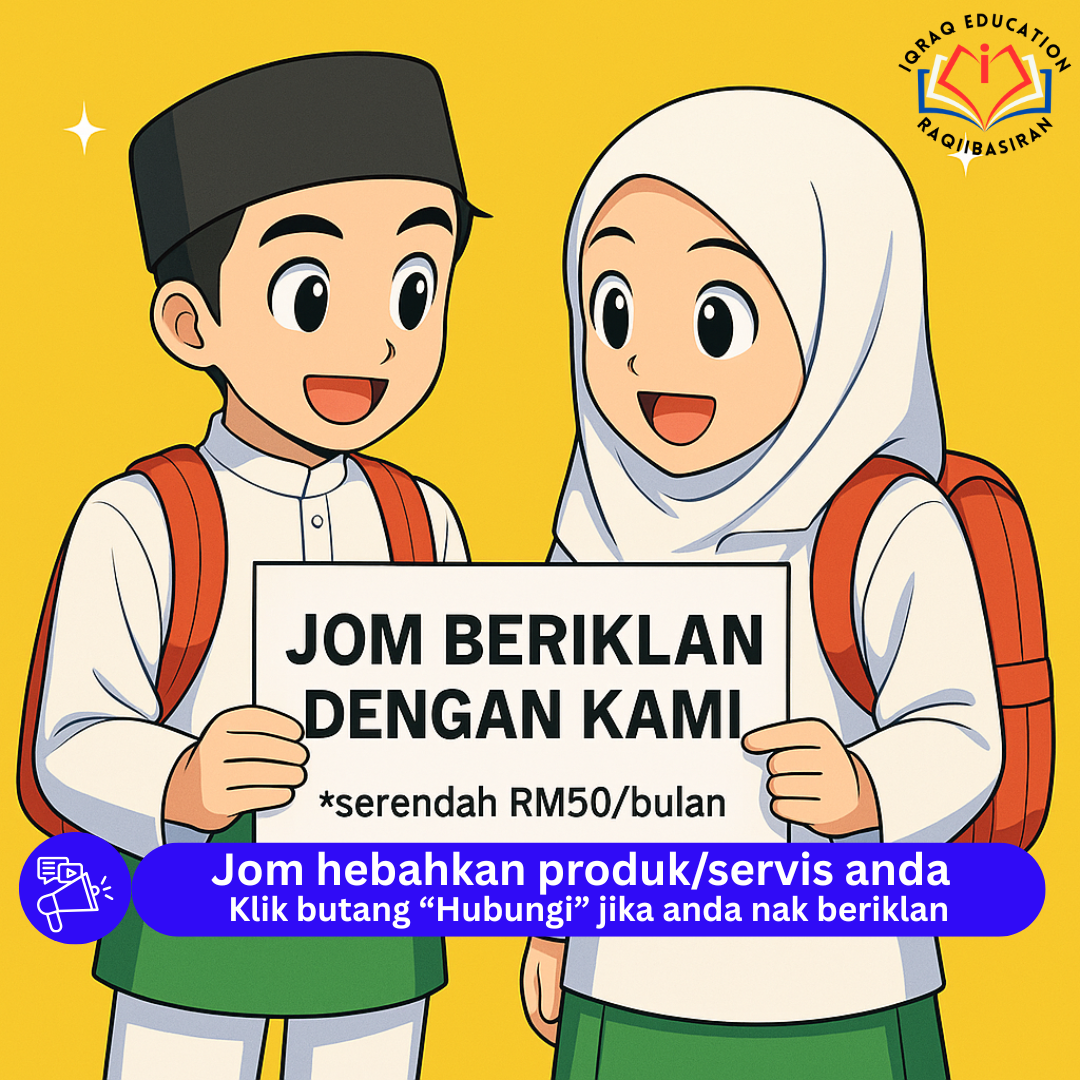 IQRAQ EDUCATION
i
RAQIIBASIRAN
JOM BERIKLAN
DENGAN KAMI
*serendah RM50/bulan
Jom hebahkan produk/servis anda
Klik butang “Hubungi” jika anda nak beriklan